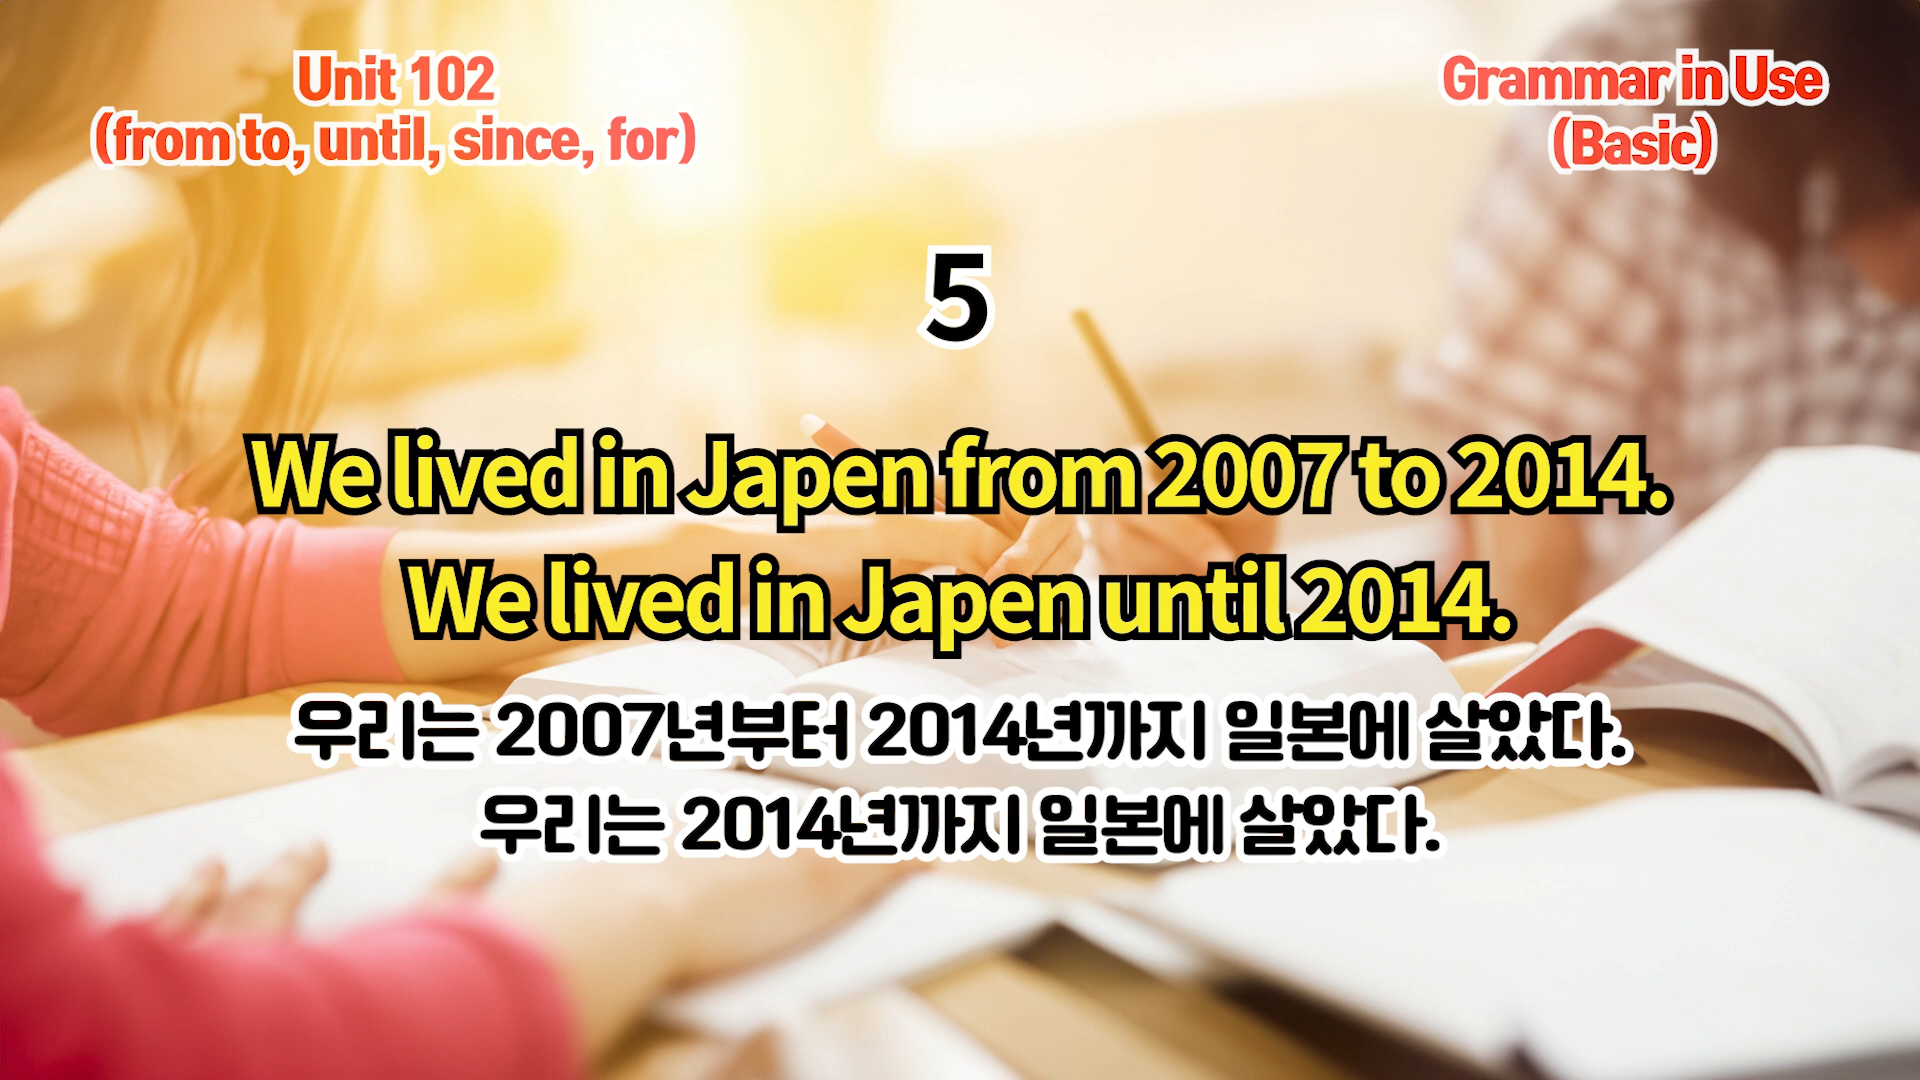 Unit 102
(from to, until, since, for)
Grammar in Use
(Basic)
5
We lived in Japen from 2007 to 2014.
We lived in Japen until 2014.
우리는 2007년부터 2014년까지 일본에 살았다.
우리는 2014년까지 일본에 살았다.